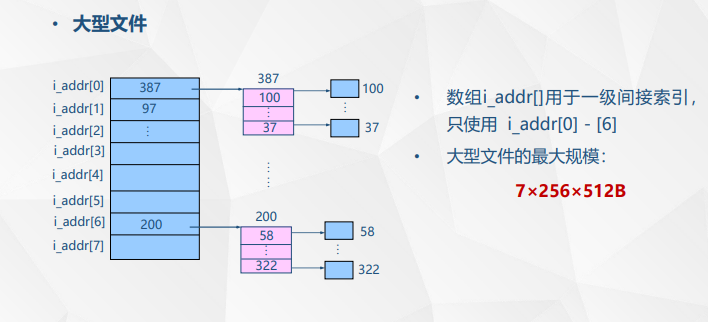 • 大型文件
i_addr[0]
i_addr[1]
i_addr[2]
i_addr[3]
i_addr[4]
i_addr[5]
i_addr[6]
i_addr[7]
387
97
⋮
200
387
100
⋮
37
100
⋮
37
⋮
200
58
⋮
322
58
⋮
322
• 数组i_addr[]用于一级间接索引，
只使用 i_addr[0] - [6]
• 大型文件的最大规模：
7×256×512B